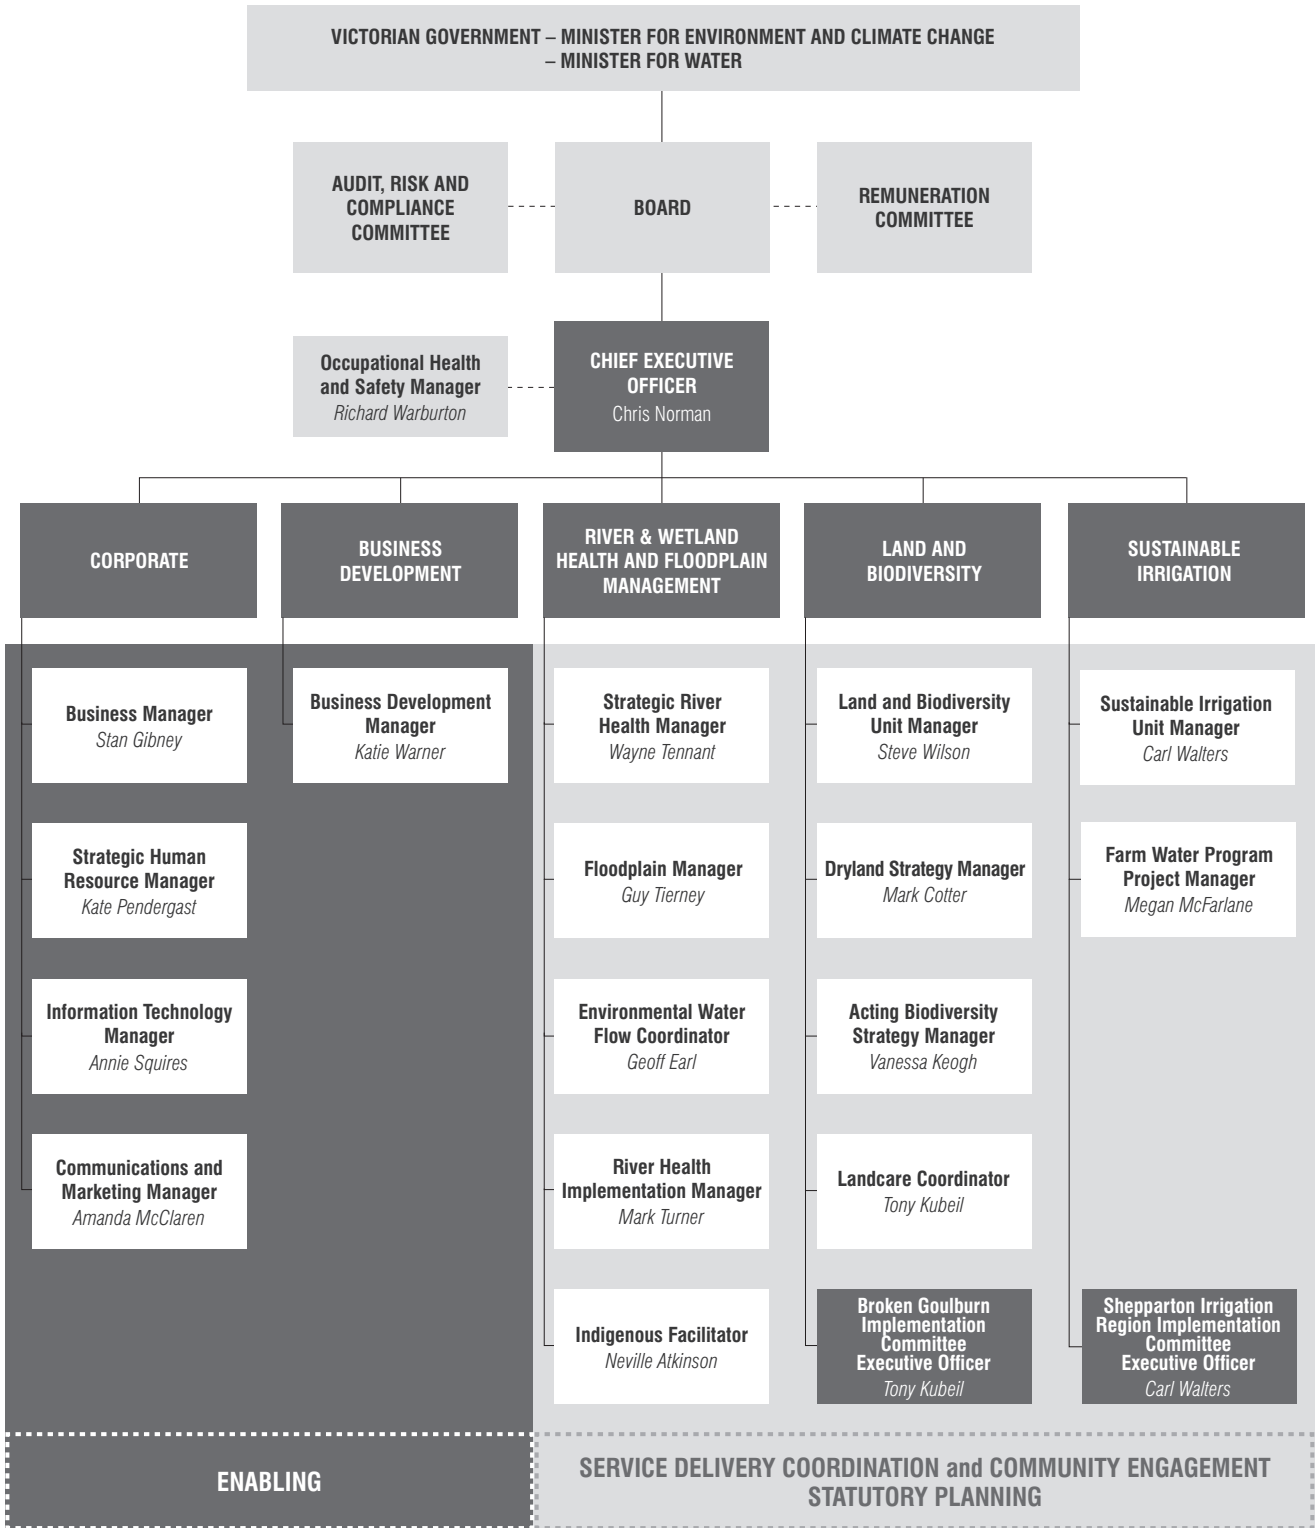 VICTORIAN GOVERNMENT – MINISTER FOR ENVIRONMENT AND CLIMATE CHANGE
– MINISTER FOR WATER
AUDIT, RISK AND
COMPLIANCE
COMMITTEE
BOARD
REMUNERATION
COMMITTEE
Occupational Health
and Safety Manager
Richard Warburton
CHIEF EXECUTIVE
OFFICER
Chris Norman
CORPORATE
BUSINESS
DEVELOPMENT
RIVER & WETLAND
HEALTH AND FLOODPLAIN
MANAGEMENT
LAND AND
BIODIVERSITY
SUSTAINABLE
IRRIGATION
Business Manager
Stan Gibney
Strategic Human
Resource Manager
Kate Pendergast
Information Technology
Manager
Annie Squires
Communications and
Marketing Manager
Amanda McClaren
Business Development
Manager
Katie Warner
Strategic River
Health Manager
Wayne Tennant
Floodplain Manager
Guy Tierney
Environmental Water
Flow Coordinator
Geoff Earl
River Health
Implementation Manager
Mark Turner
Indigenous Facilitator
Neville Atkinson
Land and Biodiversity
Unit Manager
Steve Wilson
Dryland Strategy Manager
Mark Cotter
Acting Biodiversity
Strategy Manager
Vanessa Keogh
Landcare Coordinator
Tony Kubeil
Broken Goulburn
Implementation
Committee
Executive Officer
Tony Kubeil
Sustainable Irrigation
Unit Manager
Carl Walters
Farm Water Program
Project Manager
Megan McFarlane
Shepparton Irrigation
Region Implementation
Committee
Executive Officer
Carl Walters
ENABLING
SERVICE DELIVERY COORDINATION and COMMUNITY ENGAGEMENT
STATUTORY PLANNING